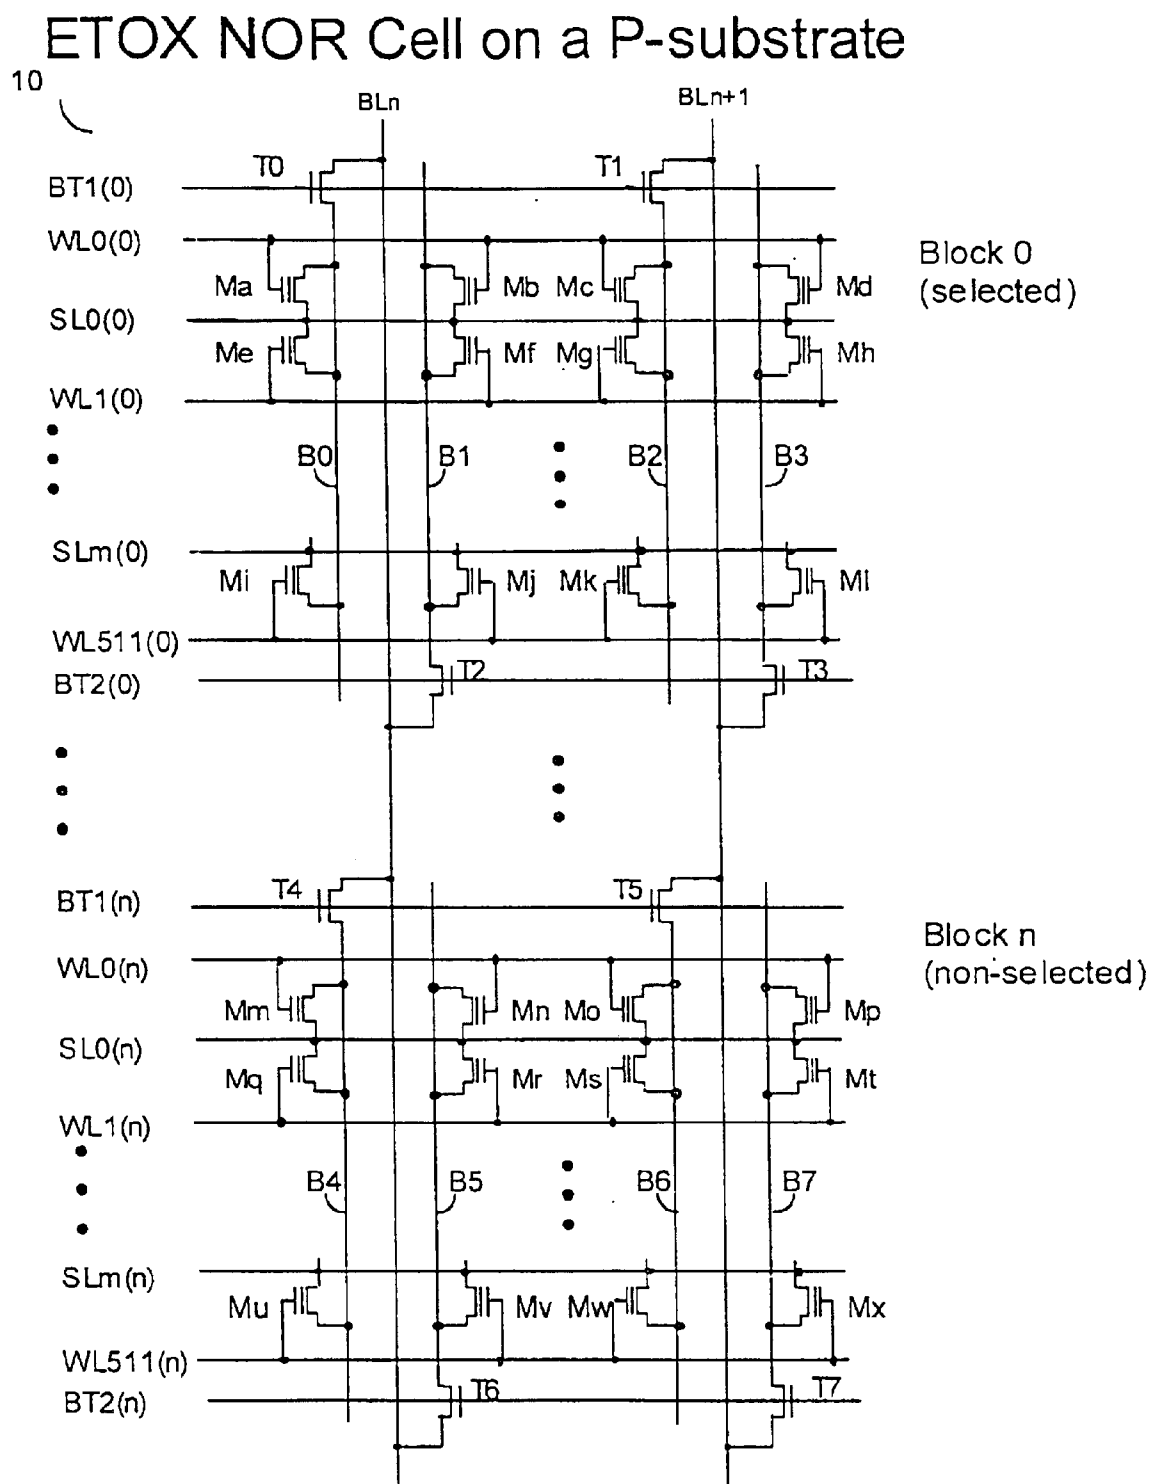 ETOX NOR Cell on a P-substrate
10
BLn BLn+1
T0 T1
BT1(0)
WL0(0)
Block 0
(selected)
Ma Mb Mc Md
SL0(0)
Me Mf Mg Mh
WL1(0)
B0 B1 B2 B3
SLm(0)
Mi Mj Mk Ml
WL511(0)
BT2(0) T2 T3
T4 T5
BT1(n)
Block n
(non-selected)
WL0(n)
Mm Mn Mo Mp
SL0(n)
Mq Mr Ms Mt
WL1(n)
B4 B5 B6 B7
SLm(n)
Mu Mv Mw Mx
WL511(n)
BT2(n) T6 T7